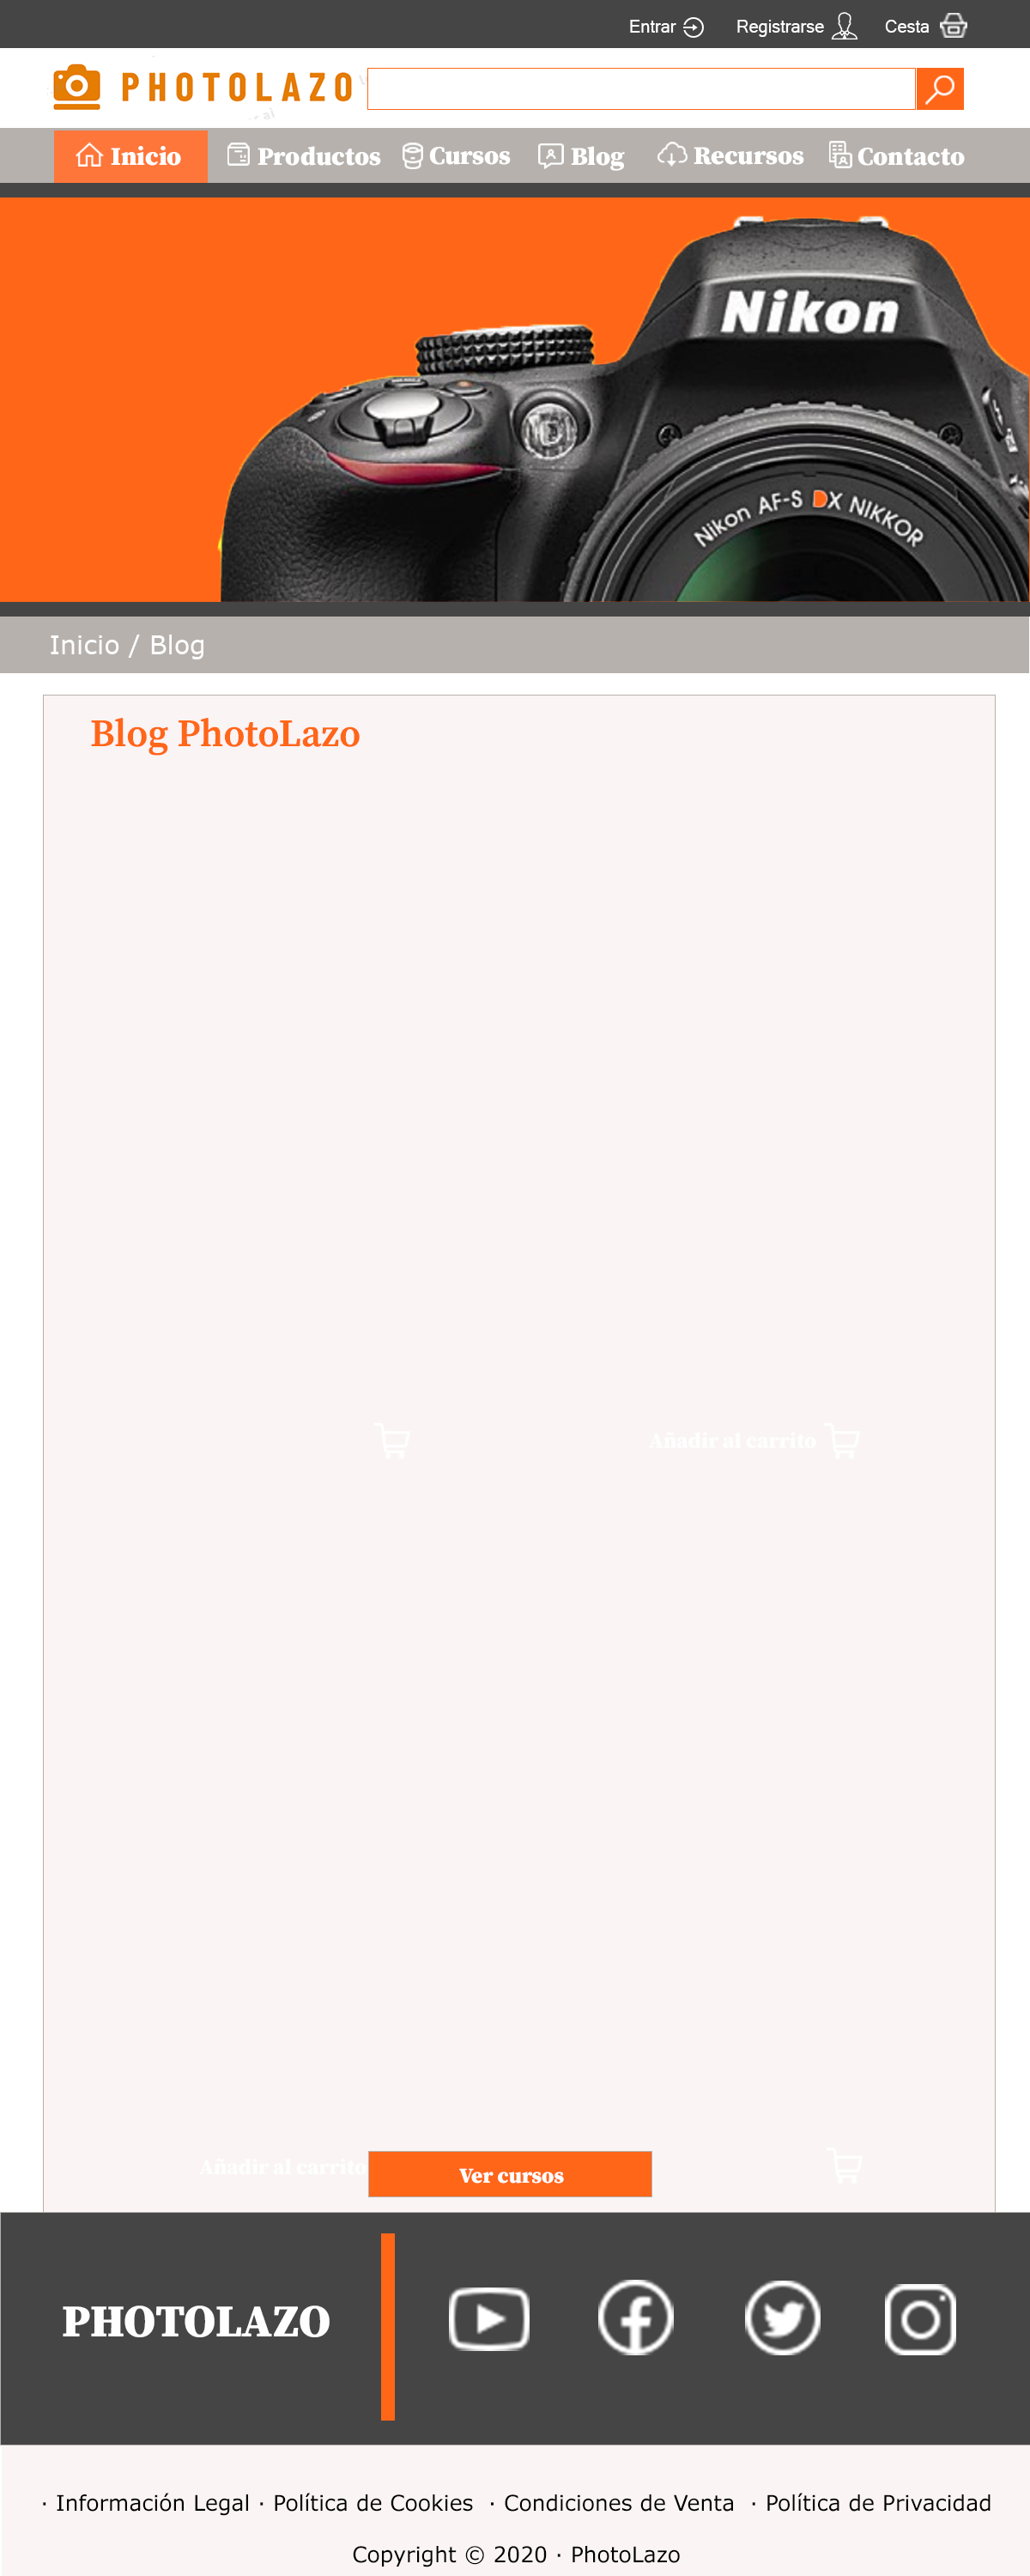 Entrar Registrarse Cesta
PHOTOLAZO
Inicio Productos Cursos Blog Recursos Contacto
Nikon
Nikon AF-S DX NIKKOR
Inicio / Blog
Blog PhotoLazo
Añadir al carrito
Añadir al carrito
Ver cursos
PHOTOLAZO
· Información Legal · Política de Cookies · Condiciones de Venta · Política de Privacidad
Copyright © 2020 · PhotoLazo